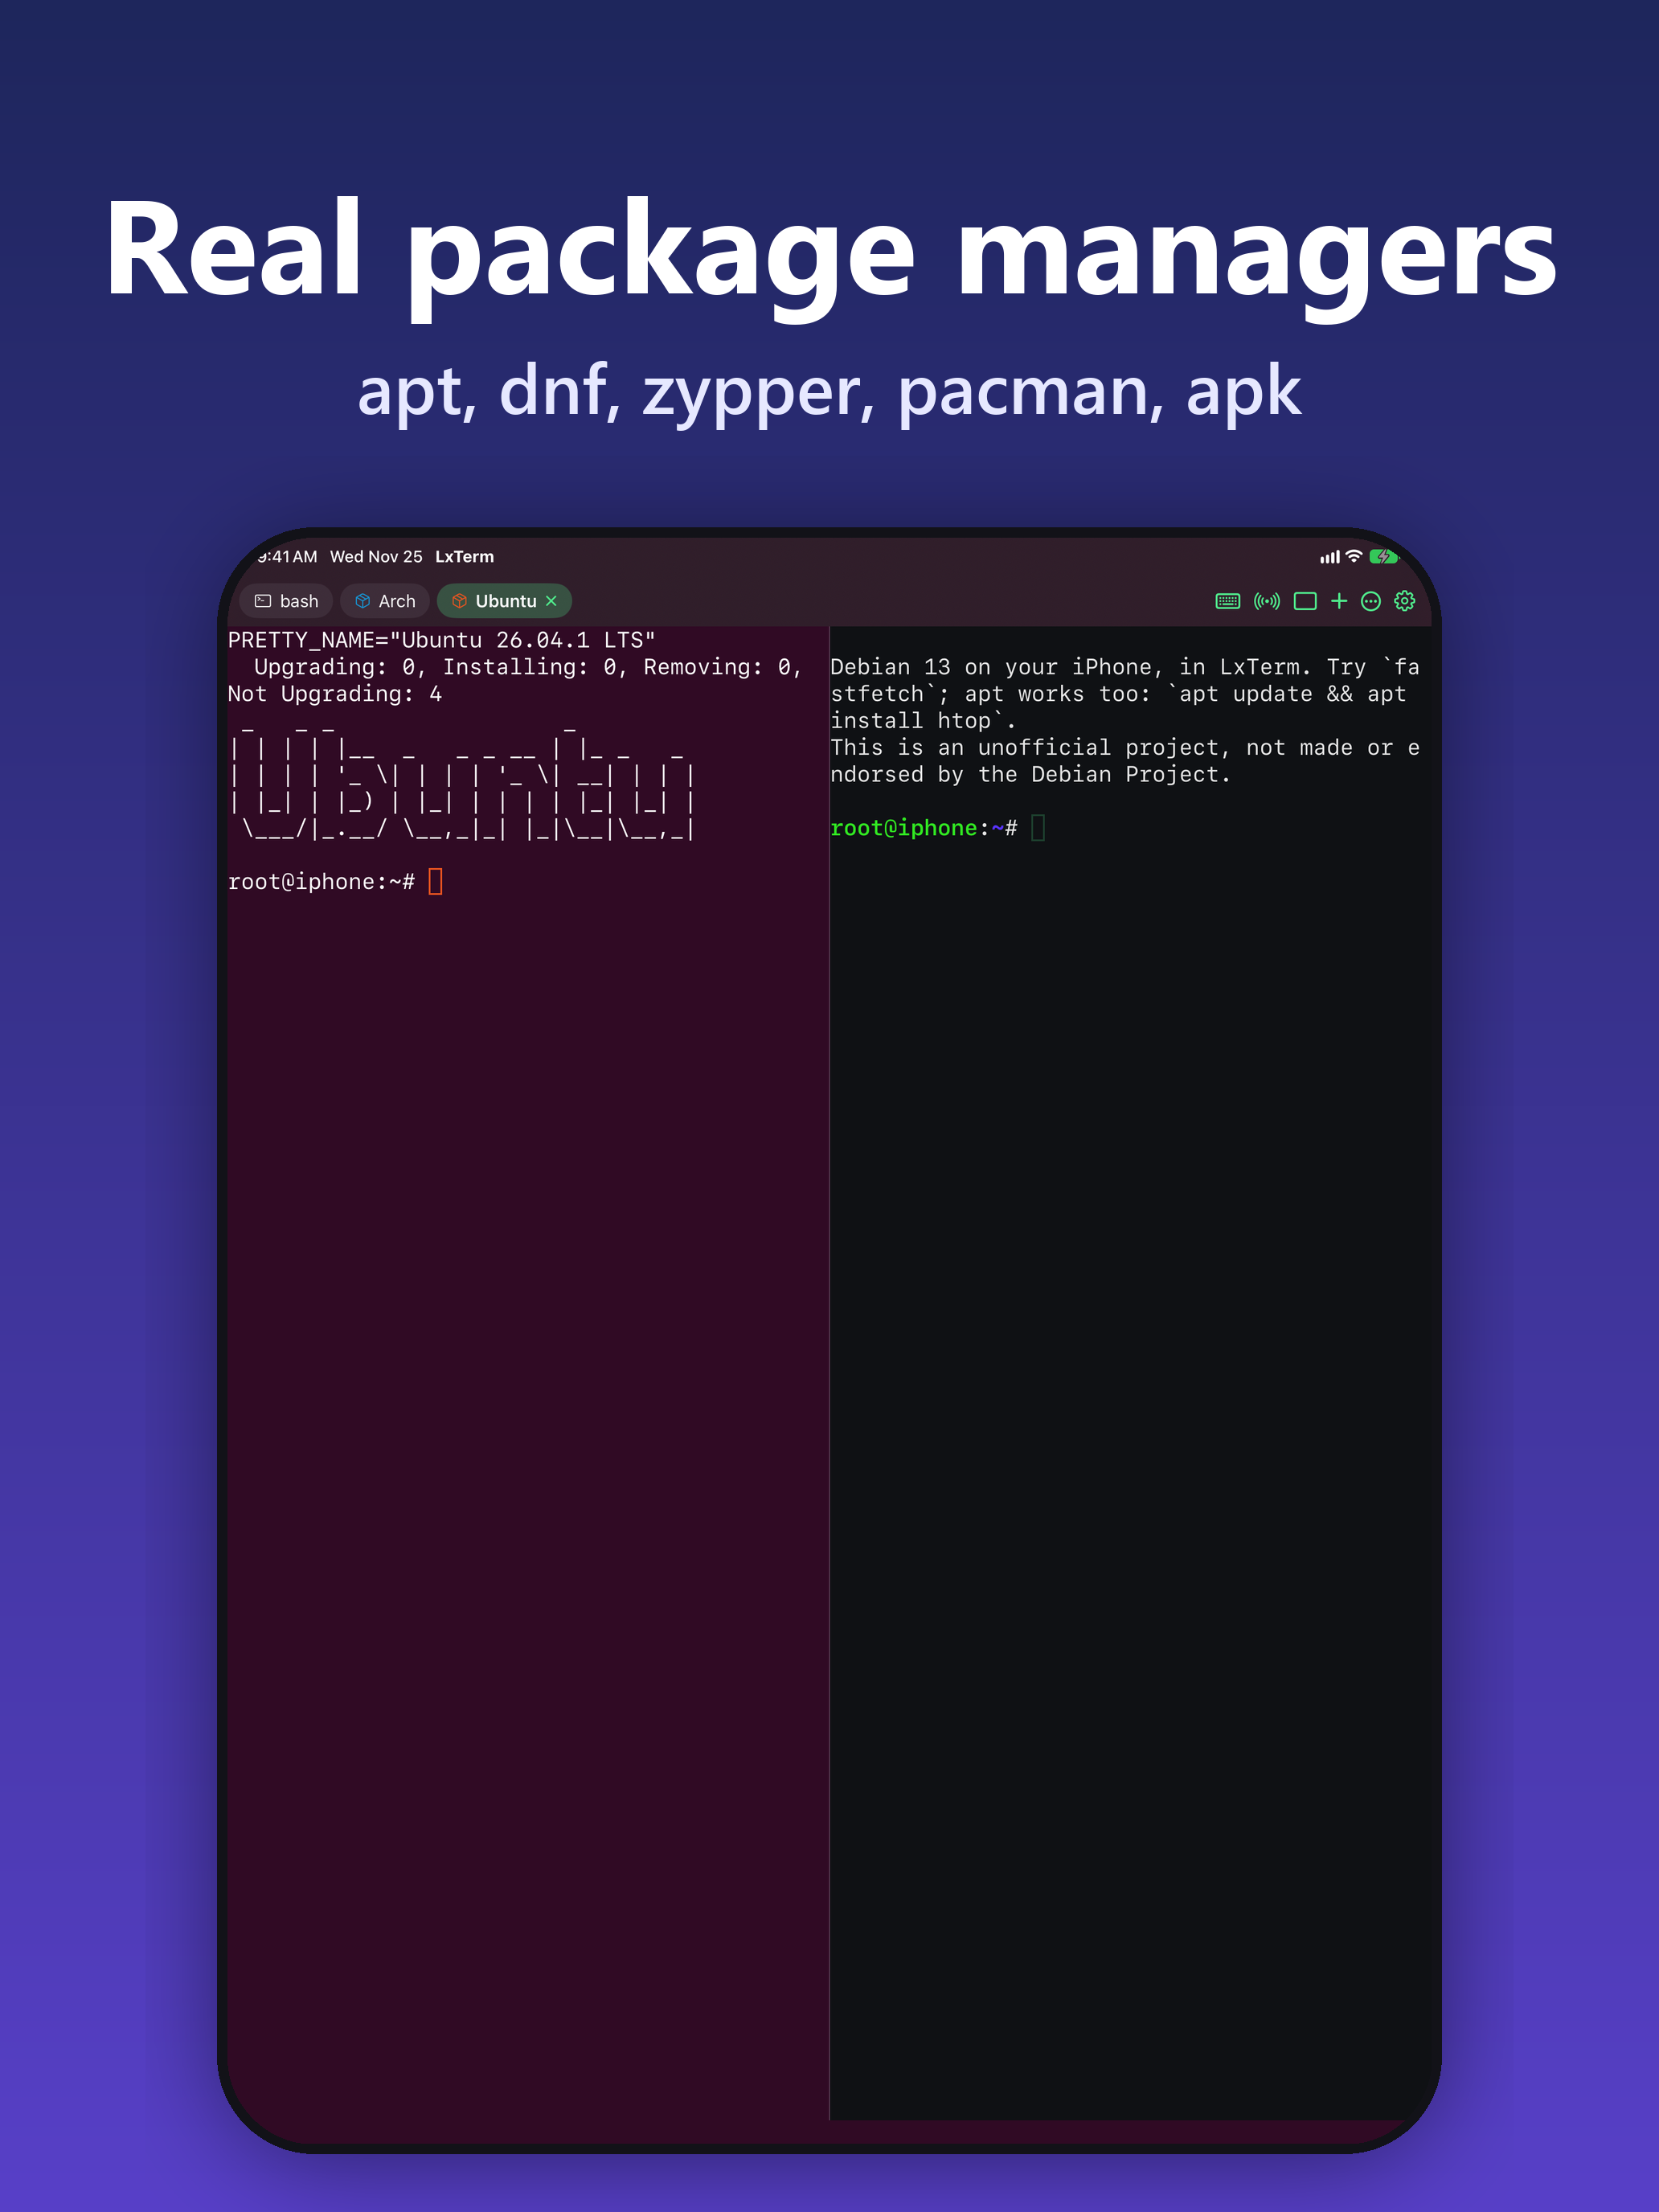 Real package managers
apt, dnf, zypper, pacman, apk
9:41 AM Wed Nov 25 LxTerm
bash Arch Ubuntu
PRETTY_NAME="Ubuntu 26.04.1 LTS"
Upgrading: 0, Installing: 0, Removing: 0,
Not Upgrading: 4
Ubuntu
root@iphone:~#
Debian 13 on your iPhone, in LxTerm. Try `fa
stfetch`; apt works too: `apt update && apt
install htop`.
This is an unofficial project, not made or e
ndorsed by the Debian Project.
root@iphone:~#